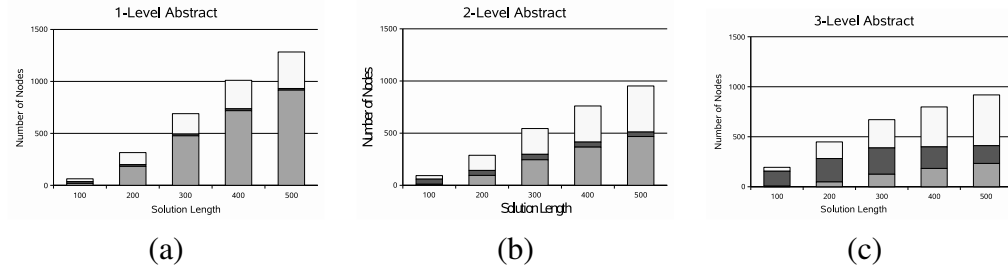 1-Level Abstract
1500
1000
500
0
Number of Nodes
100 200 300 400 500
Solution Length
(a)
2-Level Abstract
1500
1000
500
0
Number of Nodes
100 200 300 400 500
Solution Length
(b)
3-Level Abstract
1500
1000
500
0
Number of Nodes
100 200 300 400 500
Solution Length
(c)